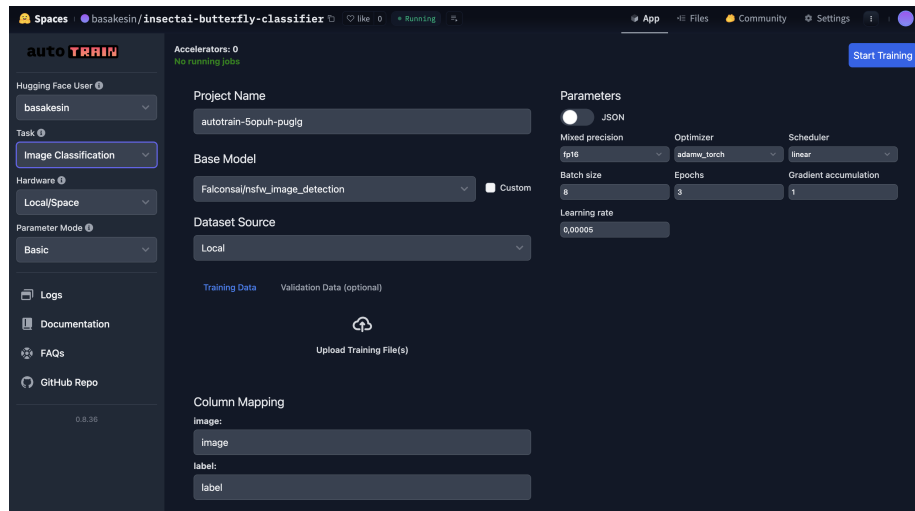 Spaces
basakesin/insectai-butterfly-classifier
like 0
Running
App
Files
Community
Settings
auto TRAIN
Accelerators: 0
No running jobs
Start Training
Hugging Face User
basakesin
Task
Image Classification
Hardware
Local/Space
Parameter Mode
Basic
Logs
Documentation
FAQs
GitHub Repo
0.8.36
Project Name
autotrain-5opuh-puglg
Base Model
Falconsai/nsfw_image_detection
Custom
Dataset Source
Local
Training Data
Validation Data (optional)
Upload Training File(s)
Column Mapping
image:
image
label:
label
Parameters
JSON
Mixed precision
Optimizer
Scheduler
fp16
adamw_torch
linear
Batch size
Epochs
Gradient accumulation
8
3
1
Learning rate
0,00005